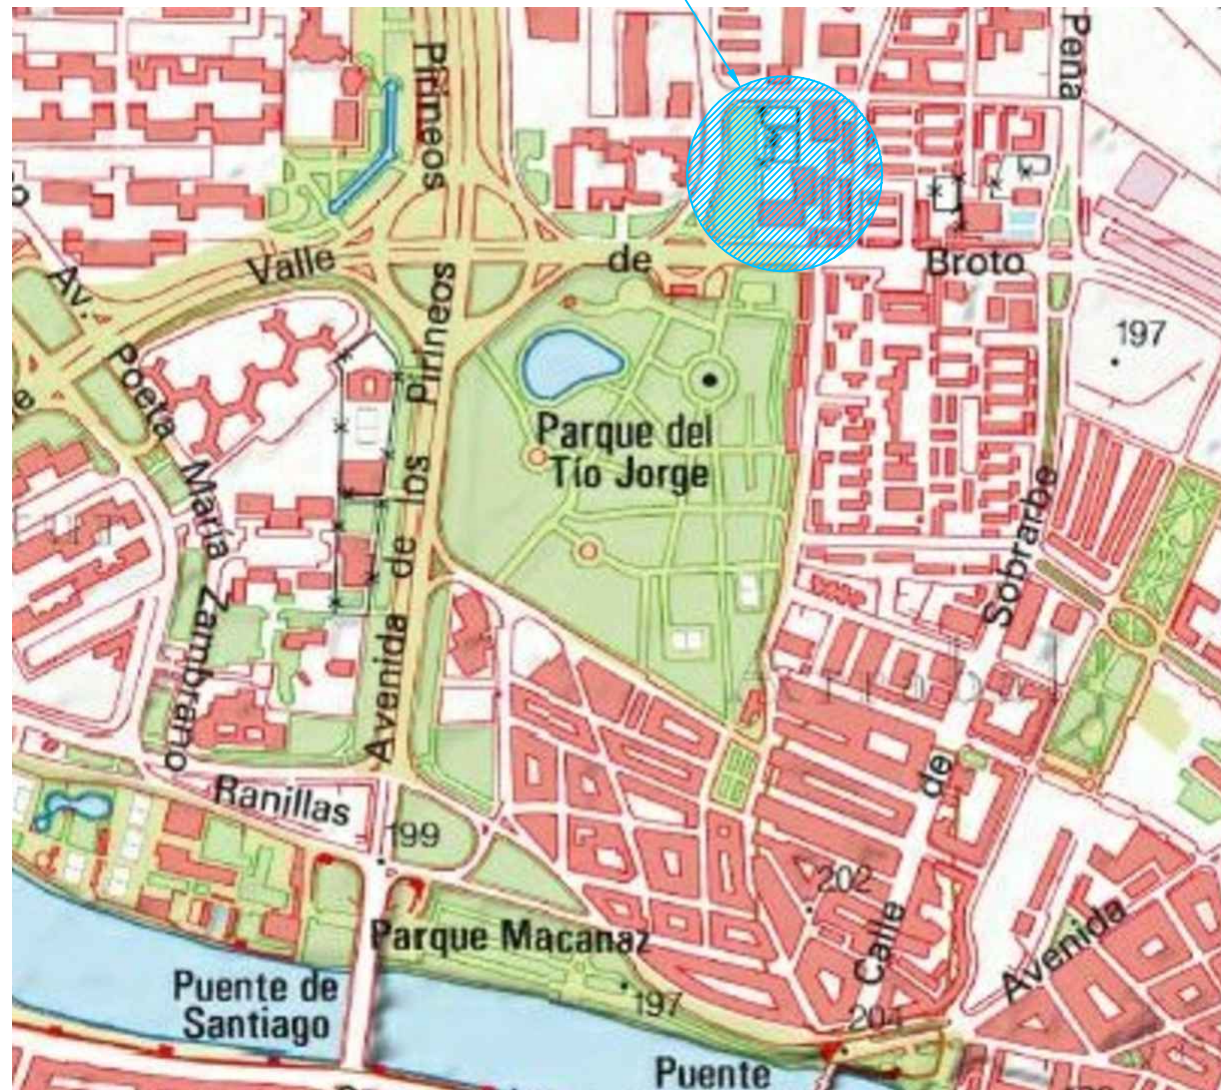 Pirineos
Peña
Valle
de
Broto
Av.
Poeta
María
Zambrano
Avenida
de
los
Pirineos
197
Parque del
Tío Jorge
Sobrarbe
de
Calle
Arrabal
Ranillas
199
202
Parque Macanaz
Avenida
Puente de
Santiago
197
204
Puente